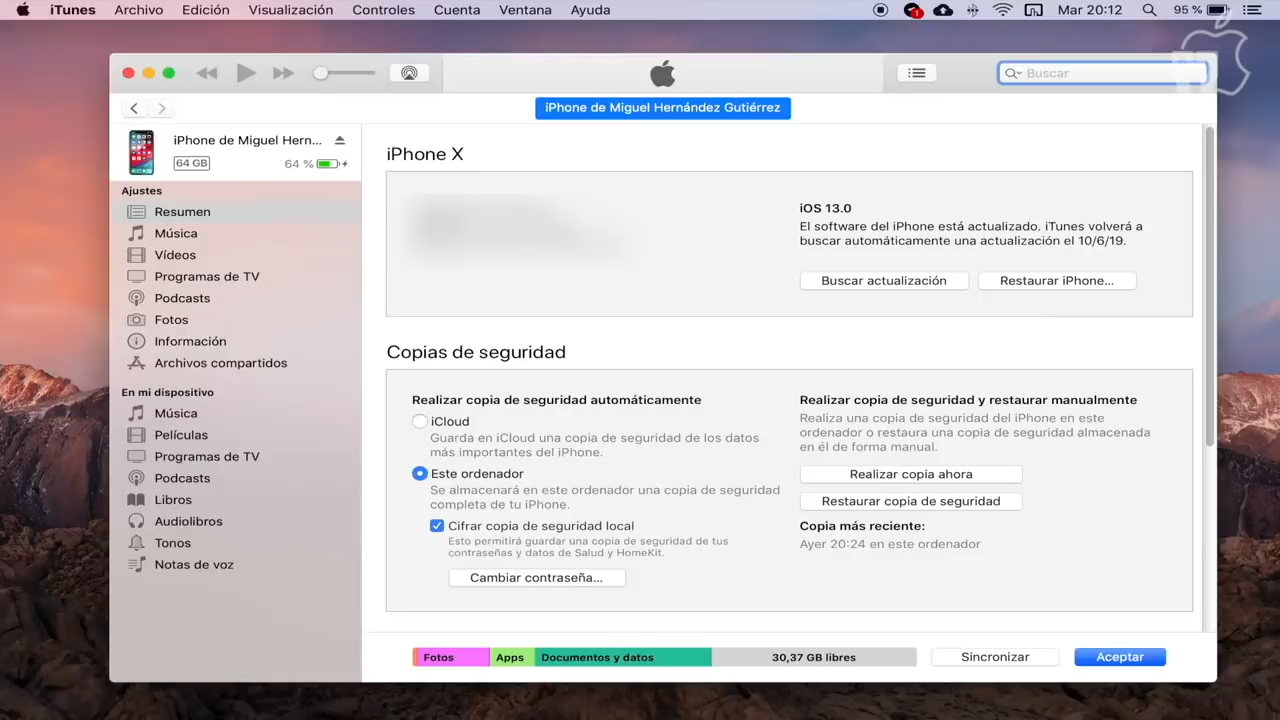 iTunes Archivo Edición Visualización Controles Cuenta Ventana Ayuda 1 Mar 20:12 95 %
Buscar
iPhone de Miguel Hernández Gutiérrez
iPhone de Miguel Hern...
64 GB 64 %
Ajustes
Resumen
Música
Vídeos
Programas de TV
Podcasts
Fotos
Información
Archivos compartidos
En mi dispositivo
Música
Películas
Programas de TV
Podcasts
Libros
Audiolibros
Tonos
Notas de voz
iPhone X
iOS 13.0
El software del iPhone está actualizado. iTunes volverá a
buscar automáticamente una actualización el 10/6/19.
Buscar actualización Restaurar iPhone...
Copias de seguridad
Realizar copia de seguridad automáticamente
iCloud
Guarda en iCloud una copia de seguridad de los datos
más importantes del iPhone.
Este ordenador
Se almacenará en este ordenador una copia de seguridad
completa de tu iPhone.
Cifrar copia de seguridad local
Esto permitirá guardar una copia de seguridad de tus
contraseñas y datos de Salud y HomeKit.
Cambiar contraseña...
Realizar copia de seguridad y restaurar manualmente
Realiza una copia de seguridad del iPhone en este
ordenador o restaura una copia de seguridad almacenada
en él de forma manual.
Realizar copia ahora
Restaurar copia de seguridad
Copia más reciente:
Ayer 20:24 en este ordenador
Fotos Apps Documentos y datos 30,37 GB libres Sincronizar Aceptar